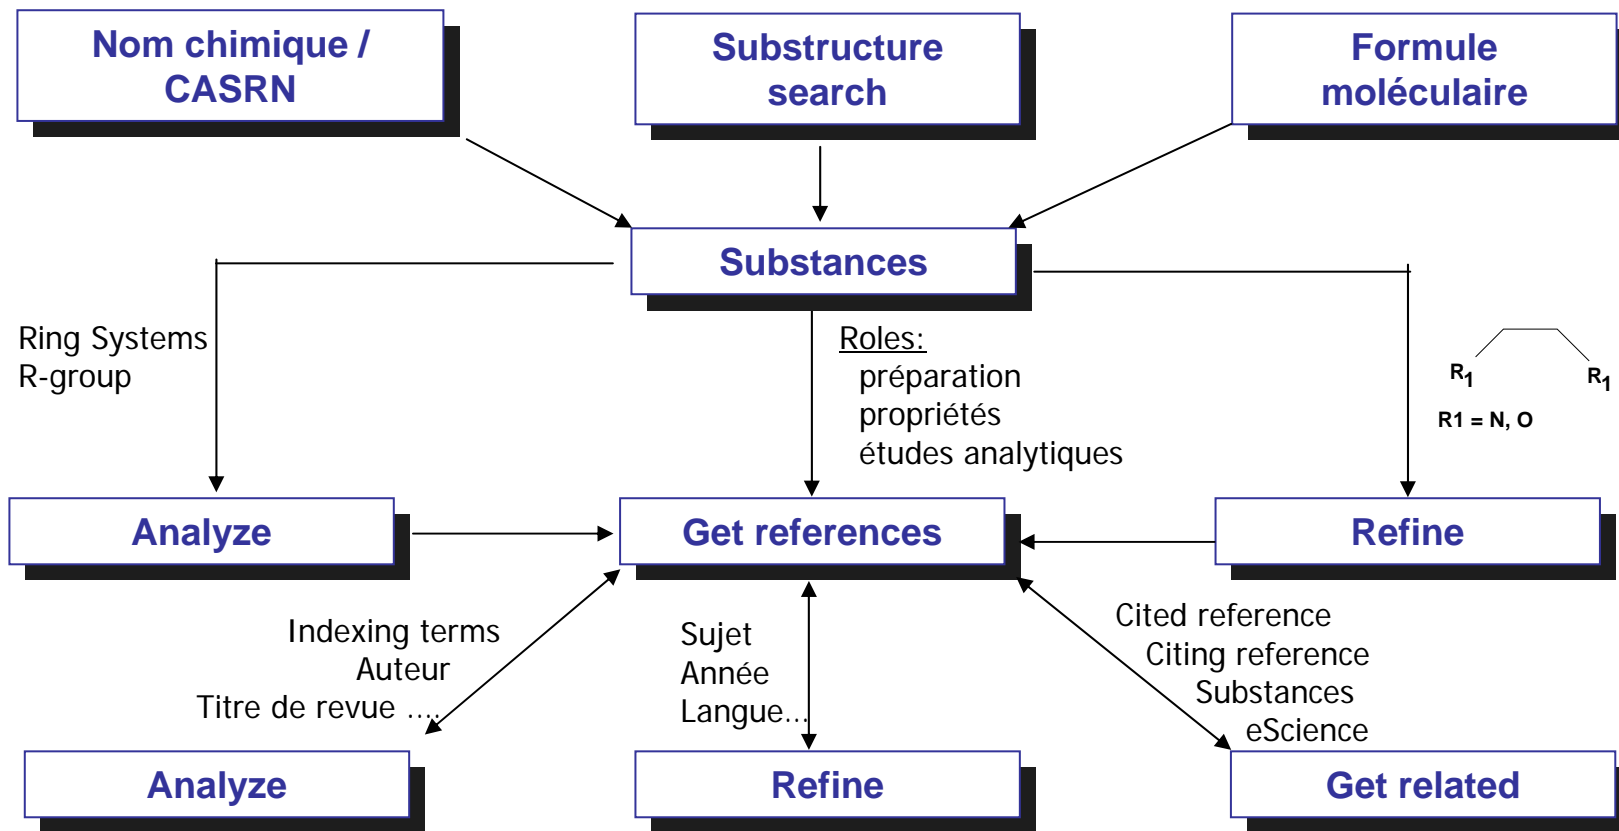 Nom chimique /
CASRN
Substructure
search
Formule
moléculaire
Substances
Ring Systems
R-group
Roles:
préparation
propriétés
études analytiques
R1
R1
R1 = N, O
Analyze
Get references
Refine
Indexing terms
Auteur
Titre de revue ....
Sujet
Année
Langue...
Cited reference
Citing reference
Substances
eScience
Analyze
Refine
Get related